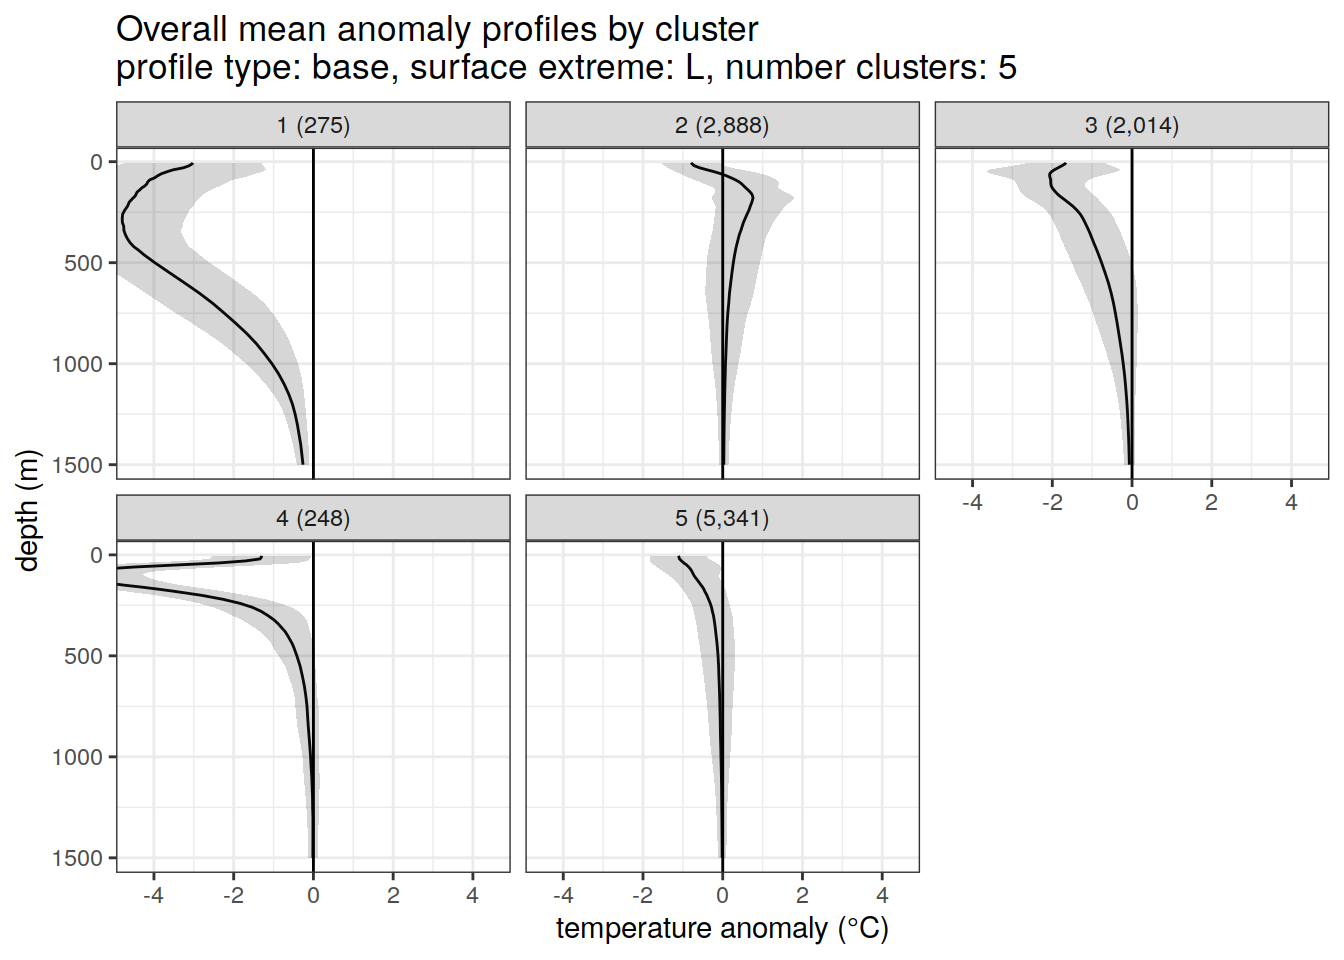 Overall mean anomaly profiles by cluster
profile type: base, surface extreme: L, number clusters: 5
1 (275)
2 (2,888)
3 (2,014)
0
500
1000
1500
-4 -2 0 2 4
4 (248)
5 (5,341)
0
500
1000
1500
-4 -2 0 2 4
-4 -2 0 2 4
depth (m)
temperature anomaly (°C)